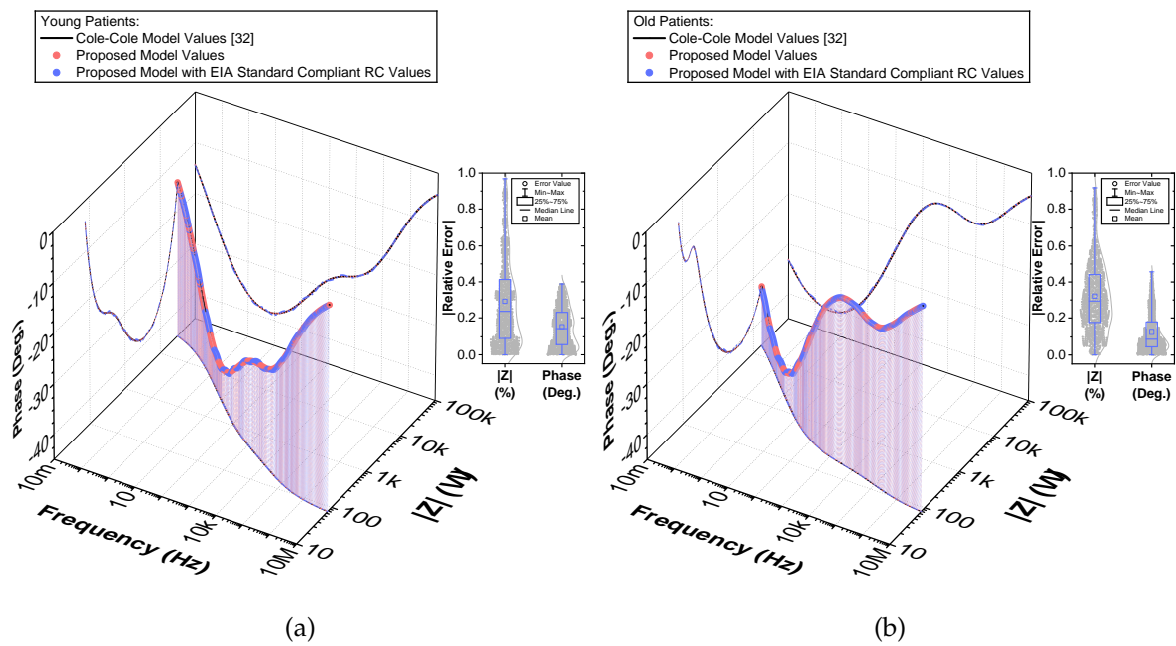 Young Patients:
Cole-Cole Model Values [32]
Proposed Model Values
Proposed Model with EIA Standard Compliant RC Values
0
-10
-20
-30
-40
Phase (Deg.)
10m
10
10k
10M
Frequency (Hz)
10
100
1k
10k
100k
|Z| (W)
1.0
0.8
0.6
0.4
0.2
0.0
|Relative Error|
Error Value
Min~Max
25%~75%
Median Line
Mean
|Z| Phase
(%) (Deg.)
(a)
Old Patients:
Cole-Cole Model Values [32]
Proposed Model Values
Proposed Model with EIA Standard Compliant RC Values
0
-10
-20
-30
-40
Phase (Deg.)
10m
10
10k
10M
Frequency (Hz)
10
100
1k
10k
100k
|Z| (W)
1.0
0.8
0.6
0.4
0.2
0.0
|Relative Error|
Error Value
Min~Max
25%~75%
Median Line
Mean
|Z| Phase
(%) (Deg.)
(b)